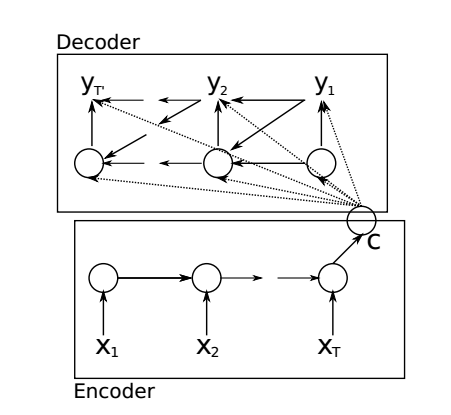 Decoder
y_T' y_2 y_1
c
x_1 x_2 x_T
Encoder